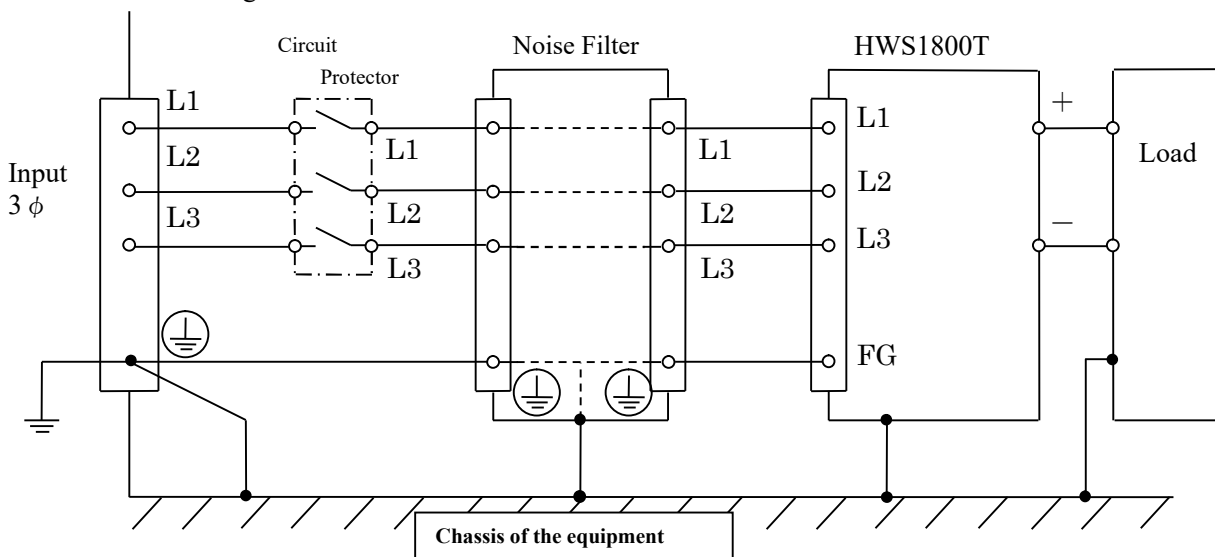 Circuit
Protector
Noise Filter
HWS1800T
L1
L2
L3
Input
3 ϕ
L1
L2
L3
L1
L2
L3
L1
L2
L3
FG
+
−
Load
Chassis of the equipment